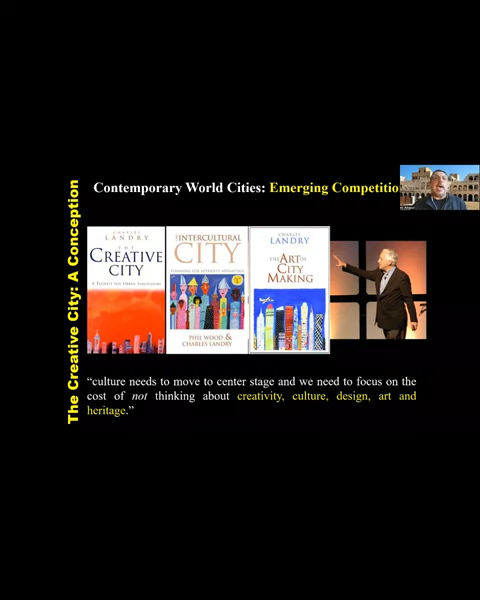 The Creative City: A Conception
Contemporary World Cities: Emerging Competitio
CHARLES
LANDRY
THE
CREATIVE
CITY
A TOOLKIT FOR URBAN INNOVATORS
THE INTERCULTURAL
CITY
PLANNING FOR DIVERSITY ADVANTAGE
PHIL WOOD &
CHARLES LANDRY
CHARLES
LANDRY
THE ART OF
CITY
MAKING
“culture needs to move to center stage and we need to focus on the
cost of not thinking about creativity, culture, design, art and
heritage.”